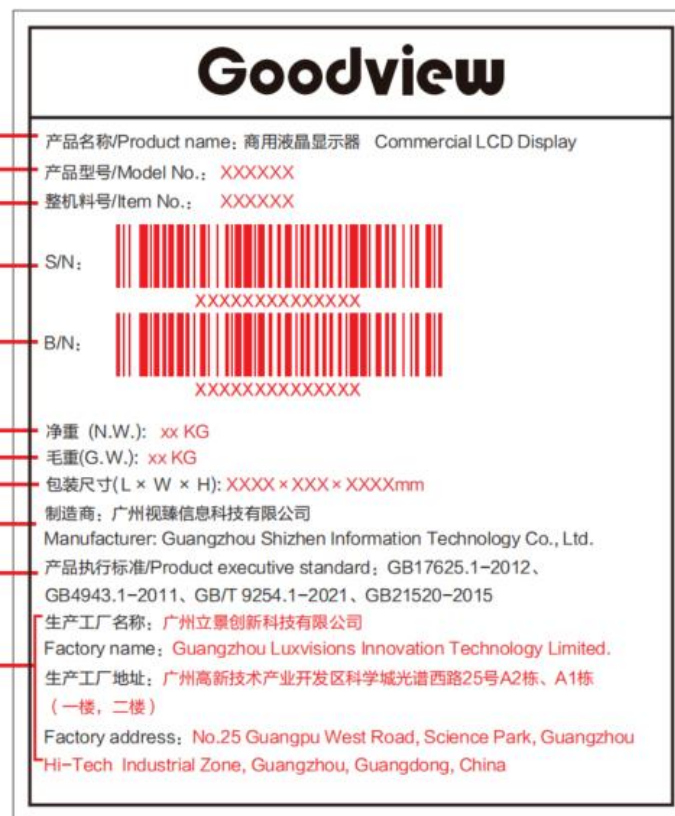 Goodview
产品名称/Product name：商用液晶显示器 Commercial LCD Display
产品型号/Model No.： XXXXXX
整机料号/Item No.： XXXXXX
S/N：
XXXXXXXXXXXXXX
B/N：
XXXXXXXXXXXXXX
净重 (N.W.): xx KG
毛重(G.W.): xx KG
包装尺寸(L × W × H): XXXX×XXX×XXXXmm
制造商：广州视臻信息科技有限公司
Manufacturer: Guangzhou Shizhen Information Technology Co., Ltd.
产品执行标准/Product executive standard：GB17625.1-2012、
GB4943.1-2011、GB/T 9254.1-2021、GB21520-2015
生产工厂名称：广州立景创新科技有限公司
Factory name：Guangzhou Luxvisions Innovation Technology Limited.
生产工厂地址：广州高新技术产业开发区科学城光谱西路25号A2栋、A1栋
（一楼，二楼）
Factory address：No.25 Guangpu West Road, Science Park, Guangzhou
Hi-Tech Industrial Zone, Guangzhou, Guangdong, China